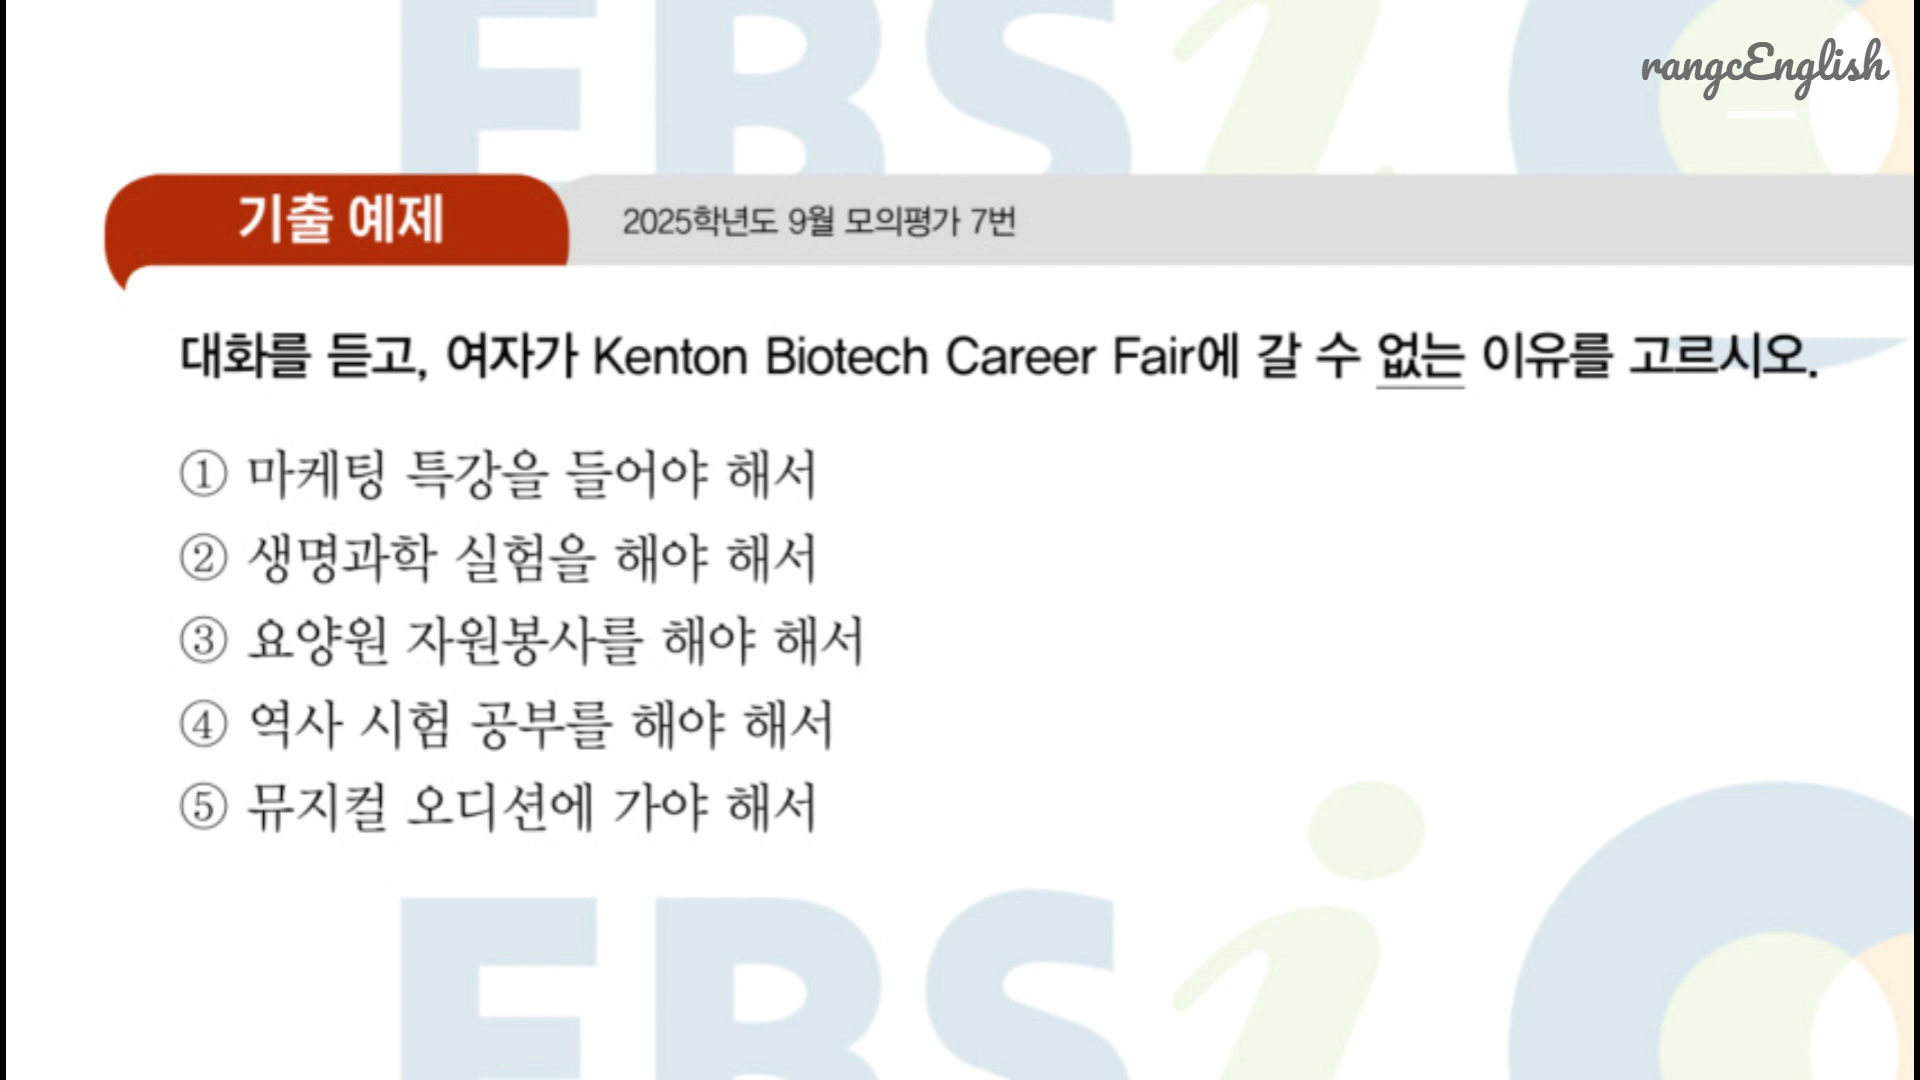 rangcEnglish
기출 예제
2025학년도 9월 모의평가 7번
대화를 듣고, 여자가 Kenton Biotech Career Fair에 갈 수 없는 이유를 고르시오.
① 마케팅 특강을 들어야 해서
② 생명과학 실험을 해야 해서
③ 요양원 자원봉사를 해야 해서
④ 역사 시험 공부를 해야 해서
⑤ 뮤지컬 오디션에 가야 해서
EBSi
EBSi